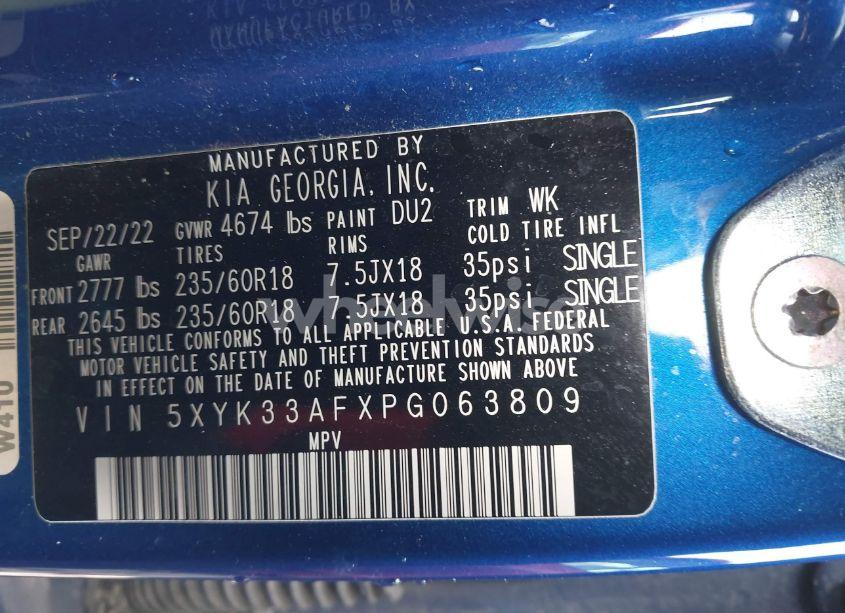 MANUFACTURED BY
KIA GEORGIA, INC.
SEP/22/22 GVWR 4674 lbs PAINT DU2 TRIM WK
GAWR TIRES RIMS COLD TIRE INFL
FRONT 2777 lbs 235/60R18 7.5JX18 35psi SINGLE
REAR 2645 lbs 235/60R18 7.5JX18 35psi SINGLE
THIS VEHICLE CONFORMS TO ALL APPLICABLE U.S.A. FEDERAL
MOTOR VEHICLE SAFETY AND THEFT PREVENTION STANDARDS
IN EFFECT ON THE DATE OF MANUFACTURE SHOWN ABOVE
VIN 5XYK33AFXPG063809
MPV
W410
wheelwise